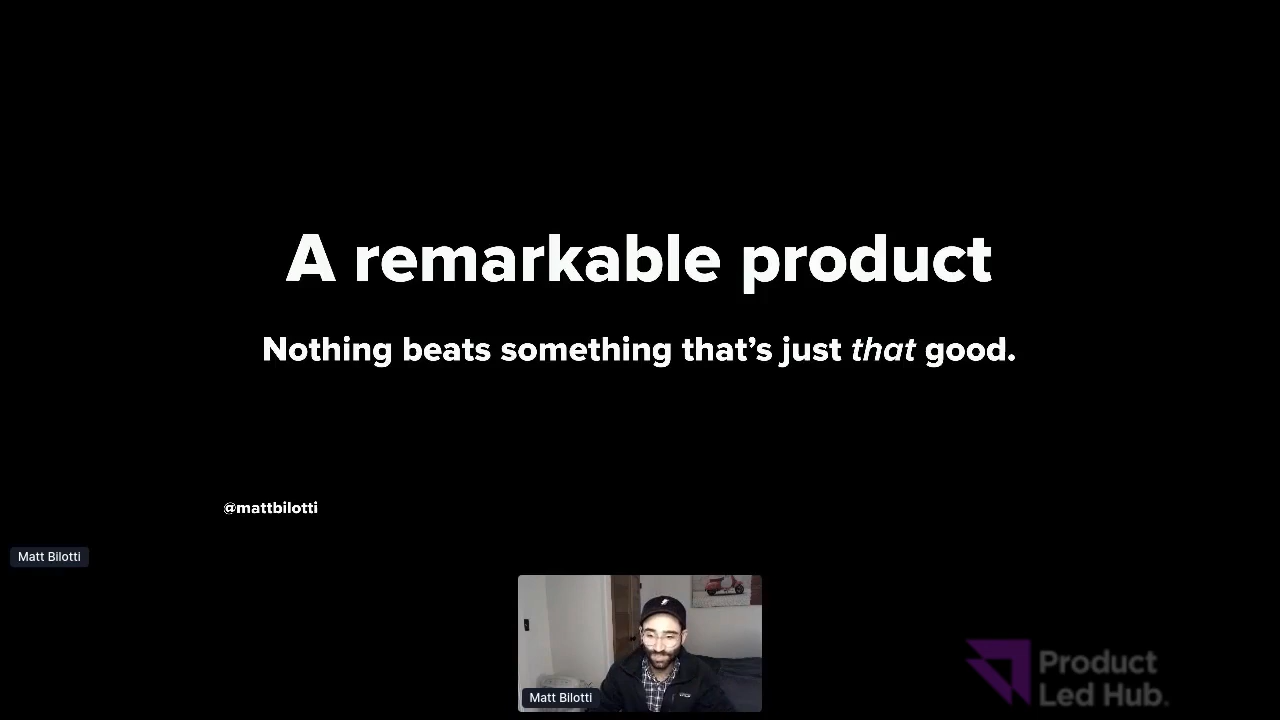 A remarkable product
Nothing beats something that’s just that good.
@mattbilotti
Matt Bilotti
Matt Bilotti
Product
Led Hub.